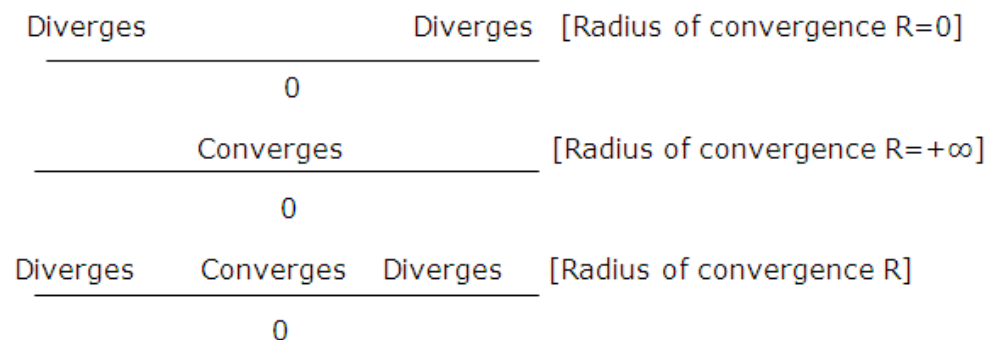 Diverges Diverges [Radius of convergence R=0]
0
Converges [Radius of convergence R=+∞]
0
Diverges Converges Diverges [Radius of convergence R]
0